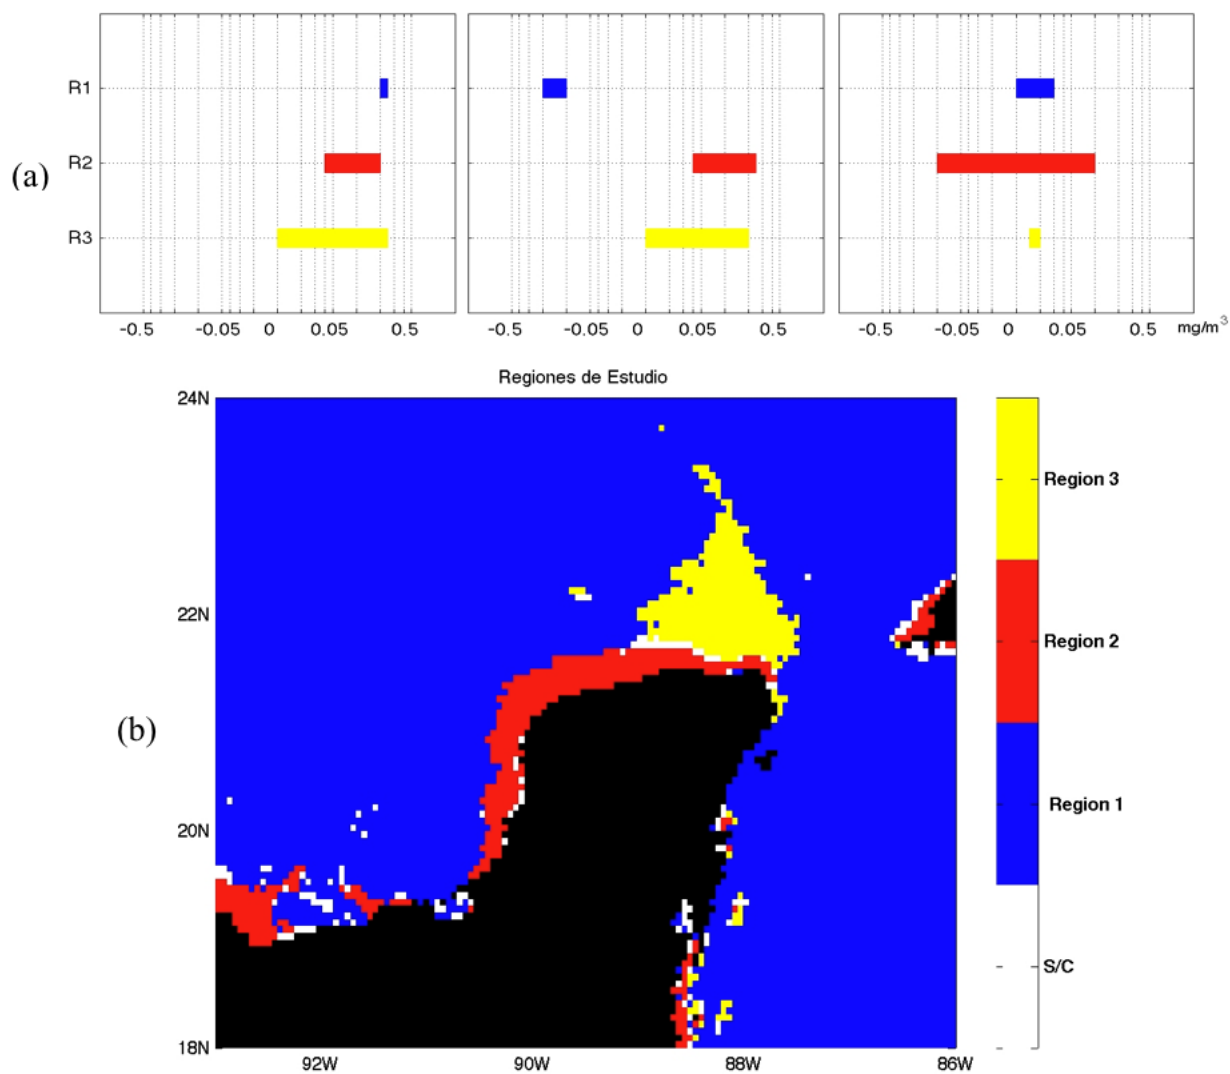 R1
R2
R3
(a)
-0.5 -0.05 0 0.05 0.5 -0.5 -0.05 0 0.05 0.5 -0.5 -0.05 0 0.05 0.5 mg/m³
Regiones de Estudio
24N
22N
20N
18N
92W 90W 88W 86W
(b)
Region 3
Region 2
Region 1
S/C